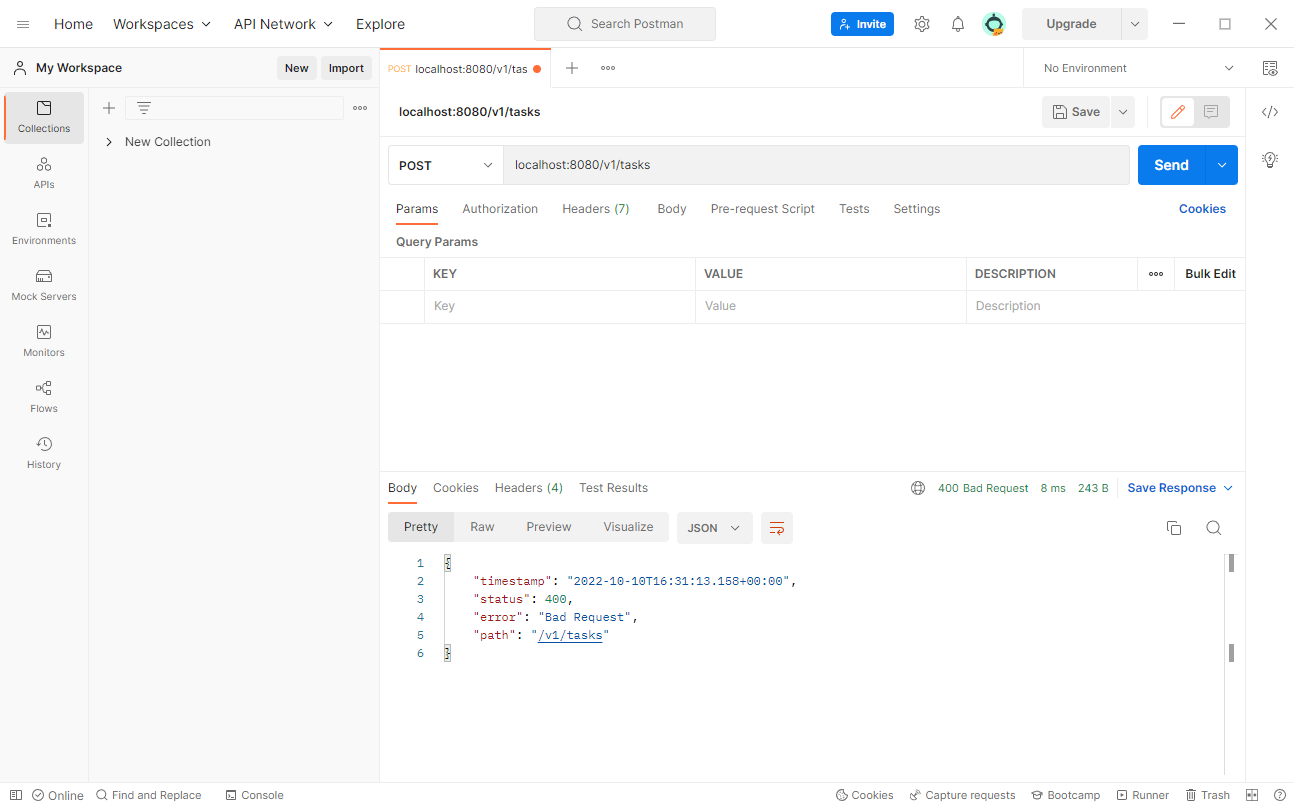 Home Workspaces API Network Explore Search Postman Invite Upgrade
My Workspace New Import POST localhost:8080/v1/tas No Environment
localhost:8080/v1/tasks Save
Collections
New Collection
APIs
Environments
Mock Servers
Monitors
Flows
History
POST localhost:8080/v1/tasks Send
Params Authorization Headers (7) Body Pre-request Script Tests Settings Cookies
Query Params
KEY VALUE DESCRIPTION Bulk Edit
Key Value Description
Body Cookies Headers (4) Test Results 400 Bad Request 8 ms 243 B Save Response
Pretty Raw Preview Visualize JSON
1 {
2 "timestamp": "2022-10-10T16:31:13.158+00:00",
3 "status": 400,
4 "error": "Bad Request",
5 "path": "/v1/tasks"
6 }
Online Find and Replace Console Cookies Capture requests Bootcamp Runner Trash